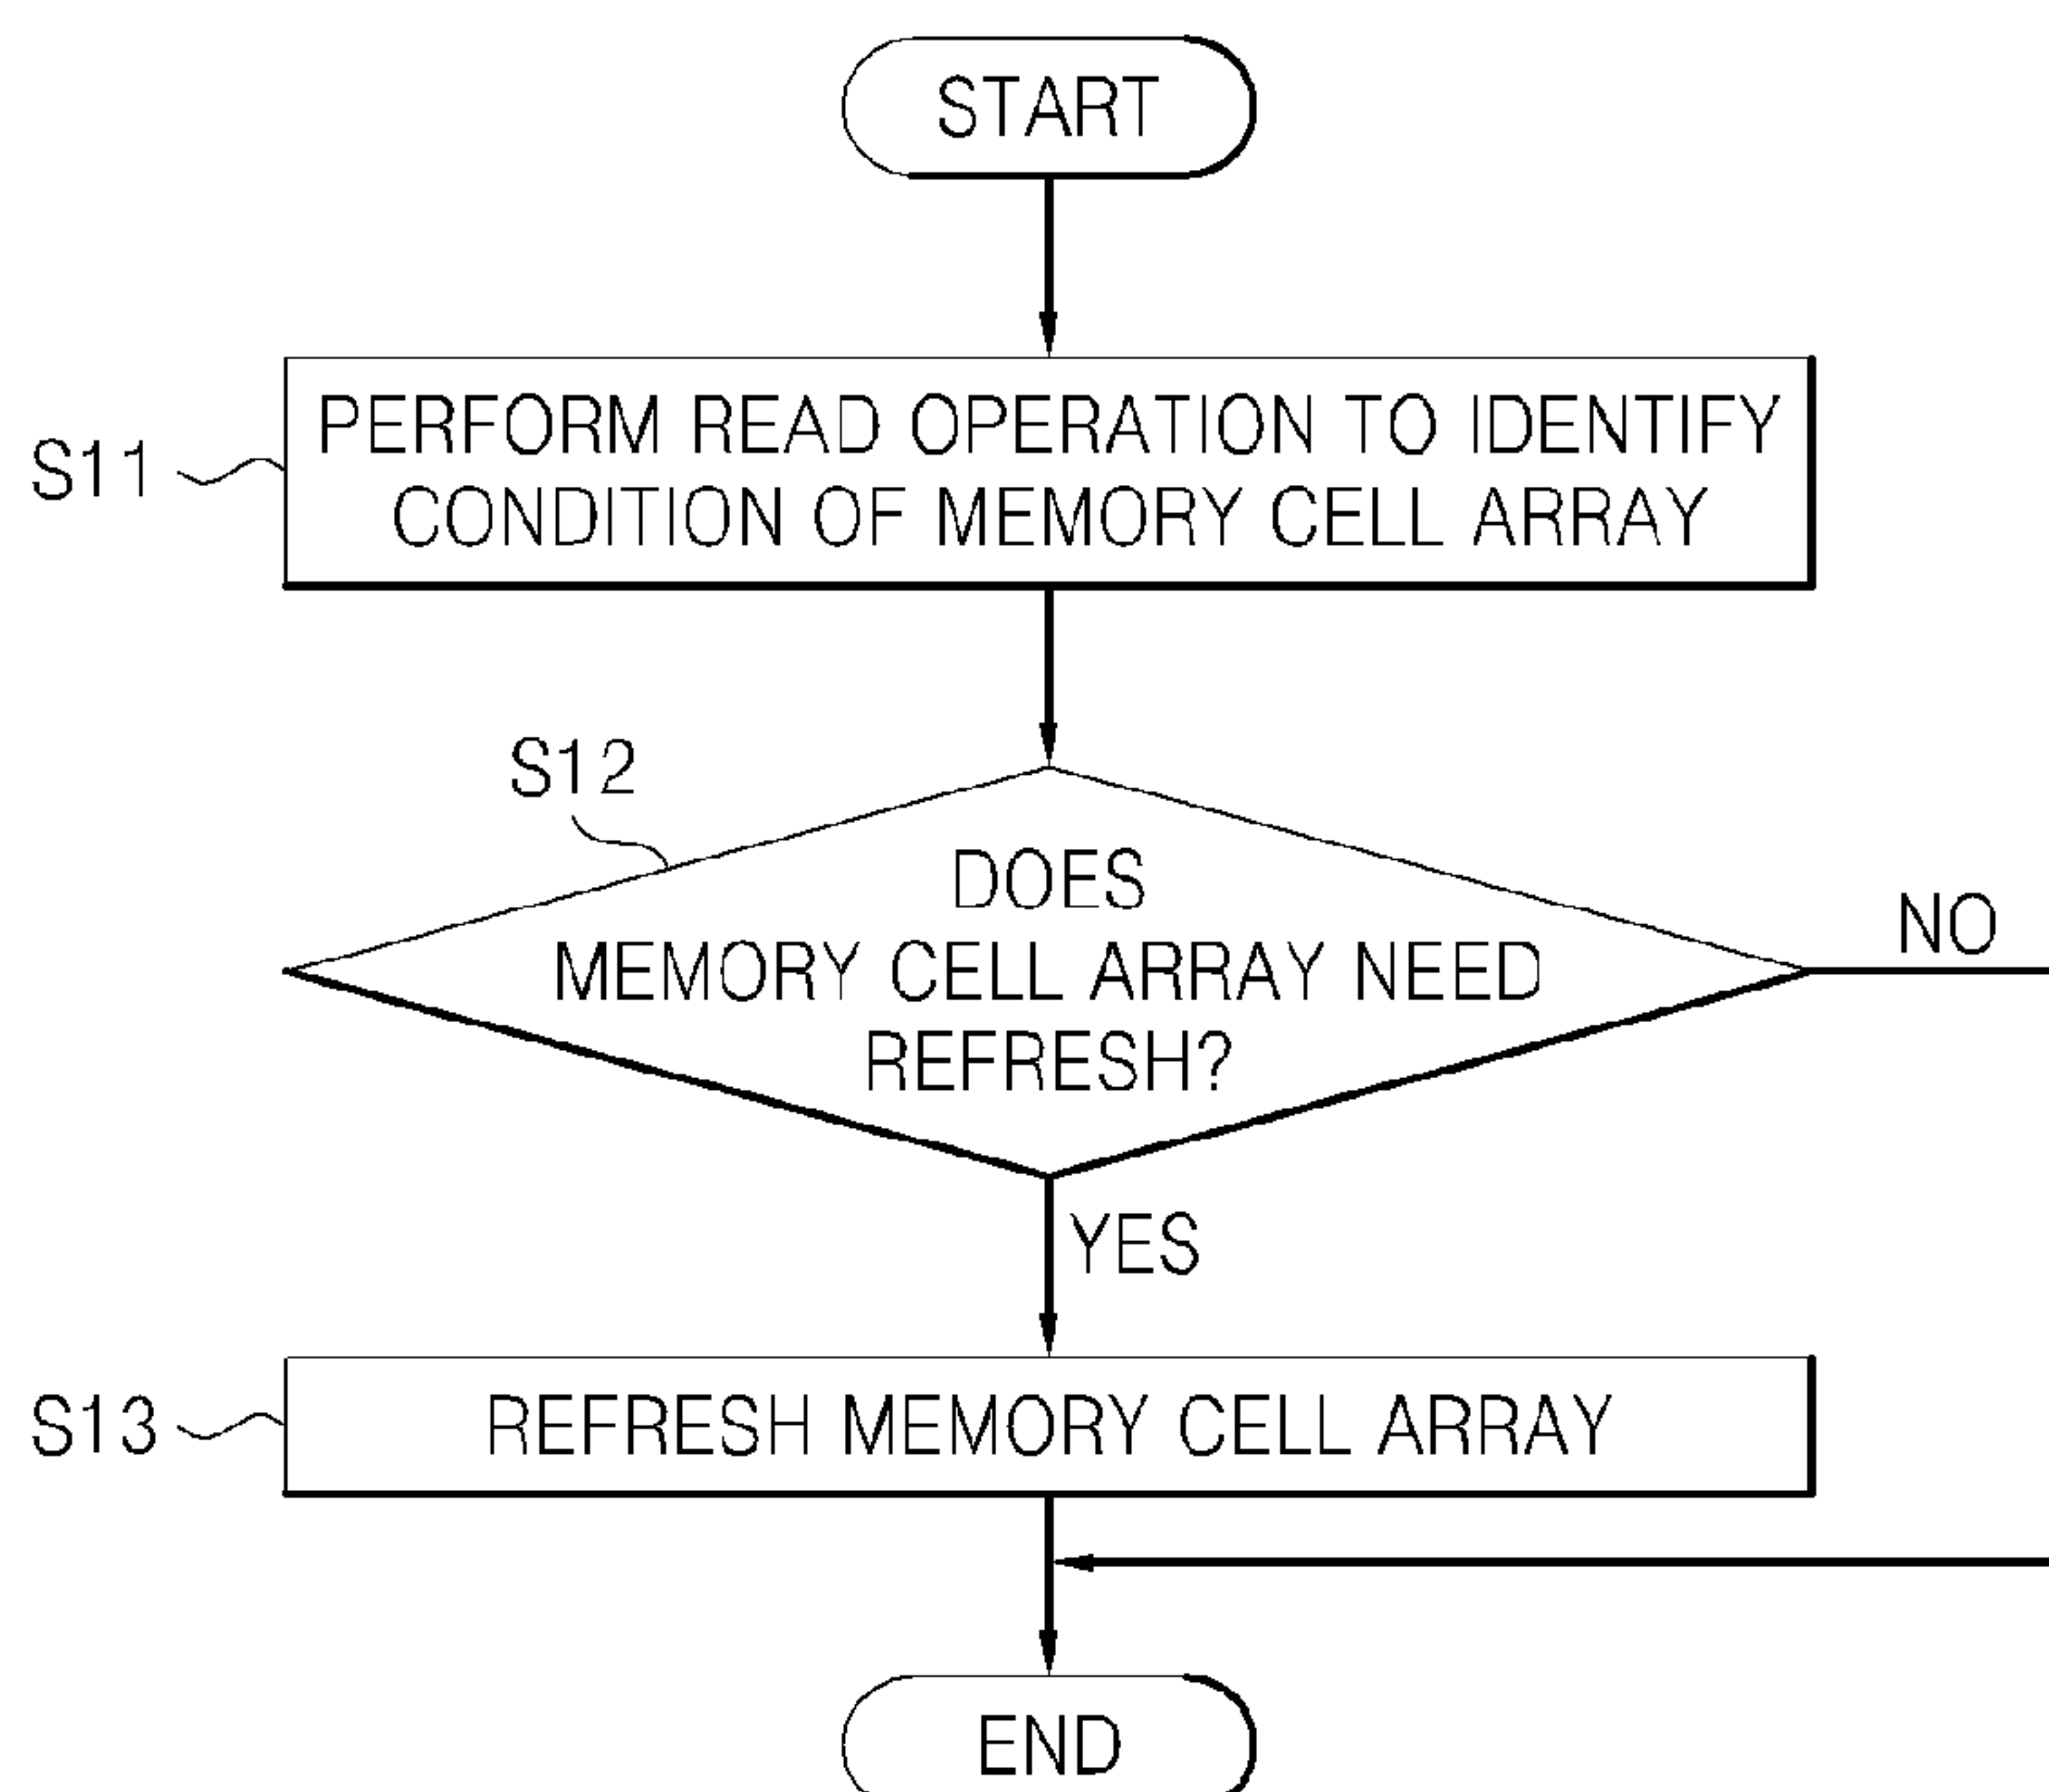 START
S11
PERFORM READ OPERATION TO IDENTIFY
CONDITION OF MEMORY CELL ARRAY
S12
DOES
MEMORY CELL ARRAY NEED
REFRESH?
NO
YES
S13
REFRESH MEMORY CELL ARRAY
END